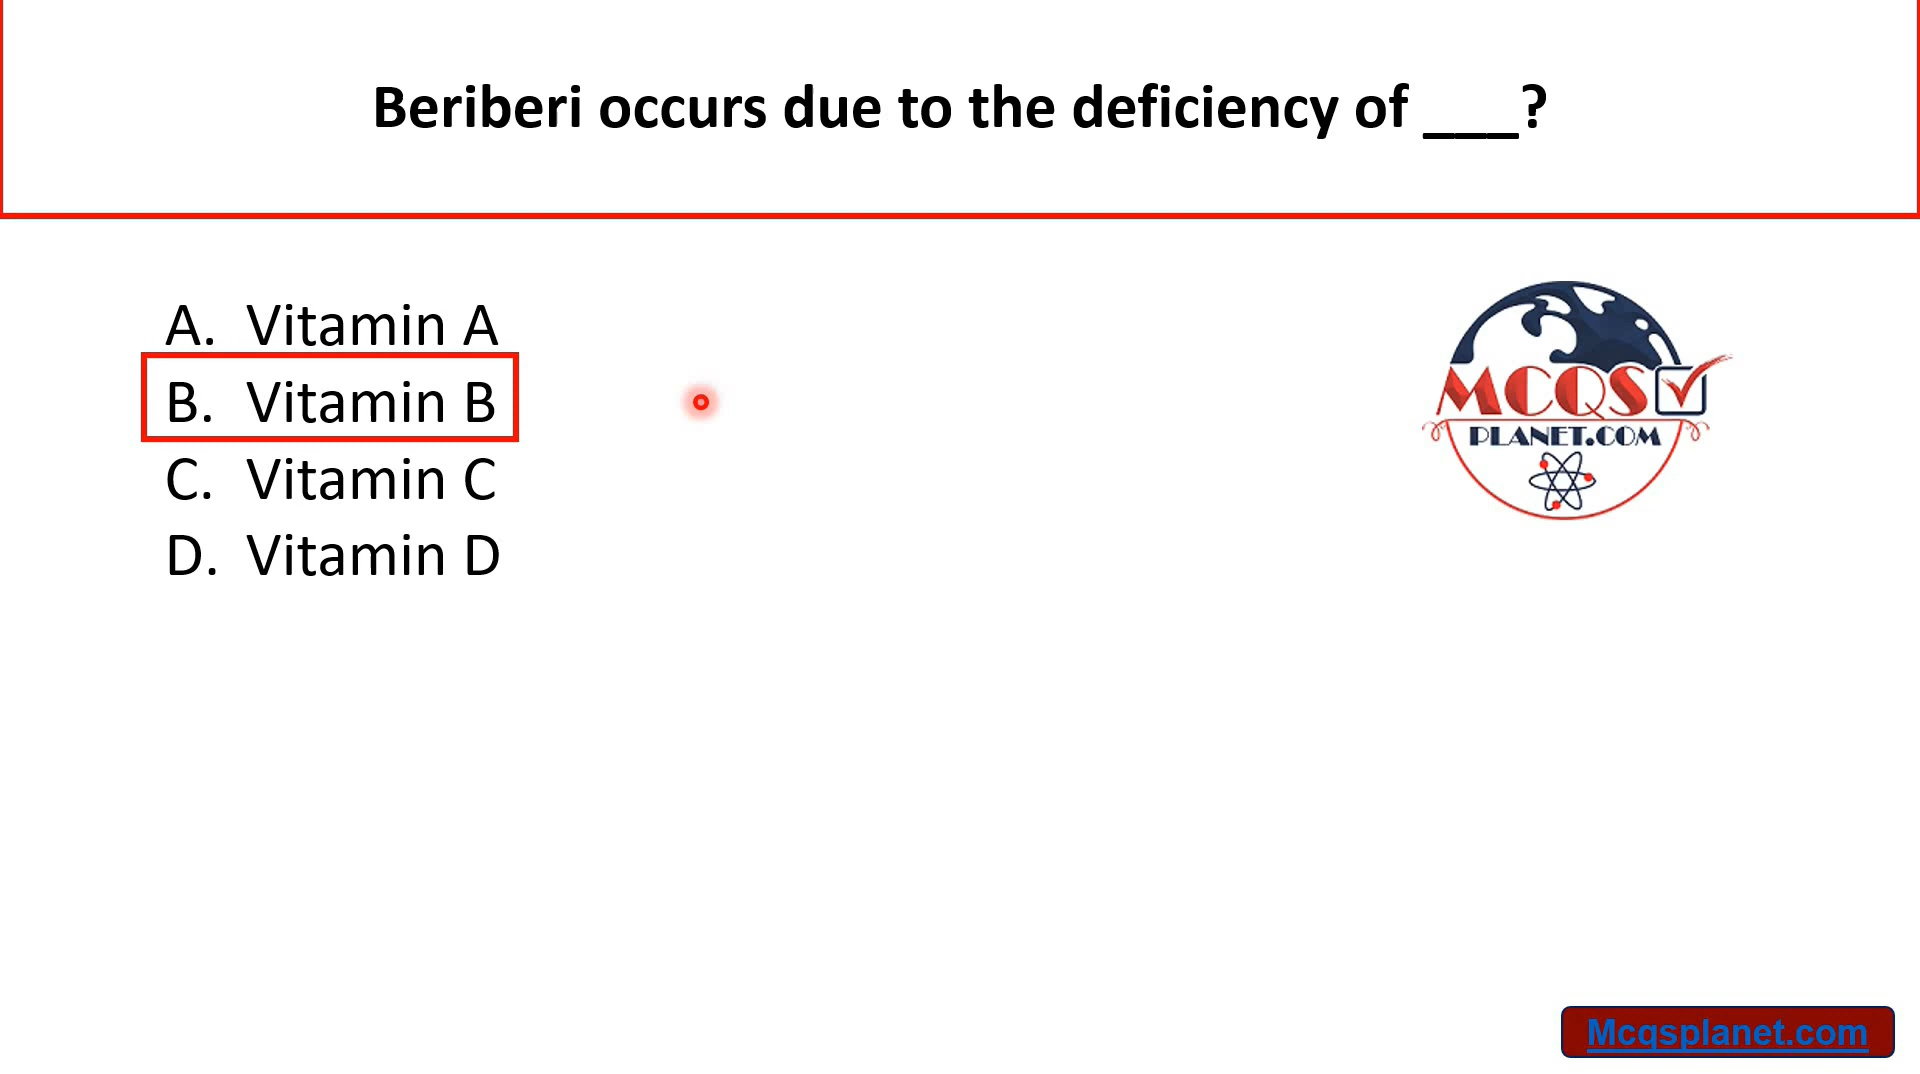 Beriberi occurs due to the deficiency of ___?
A. Vitamin A
B. Vitamin B
C. Vitamin C
D. Vitamin D
MCQS
PLANET.COM
Mcqsplanet.com